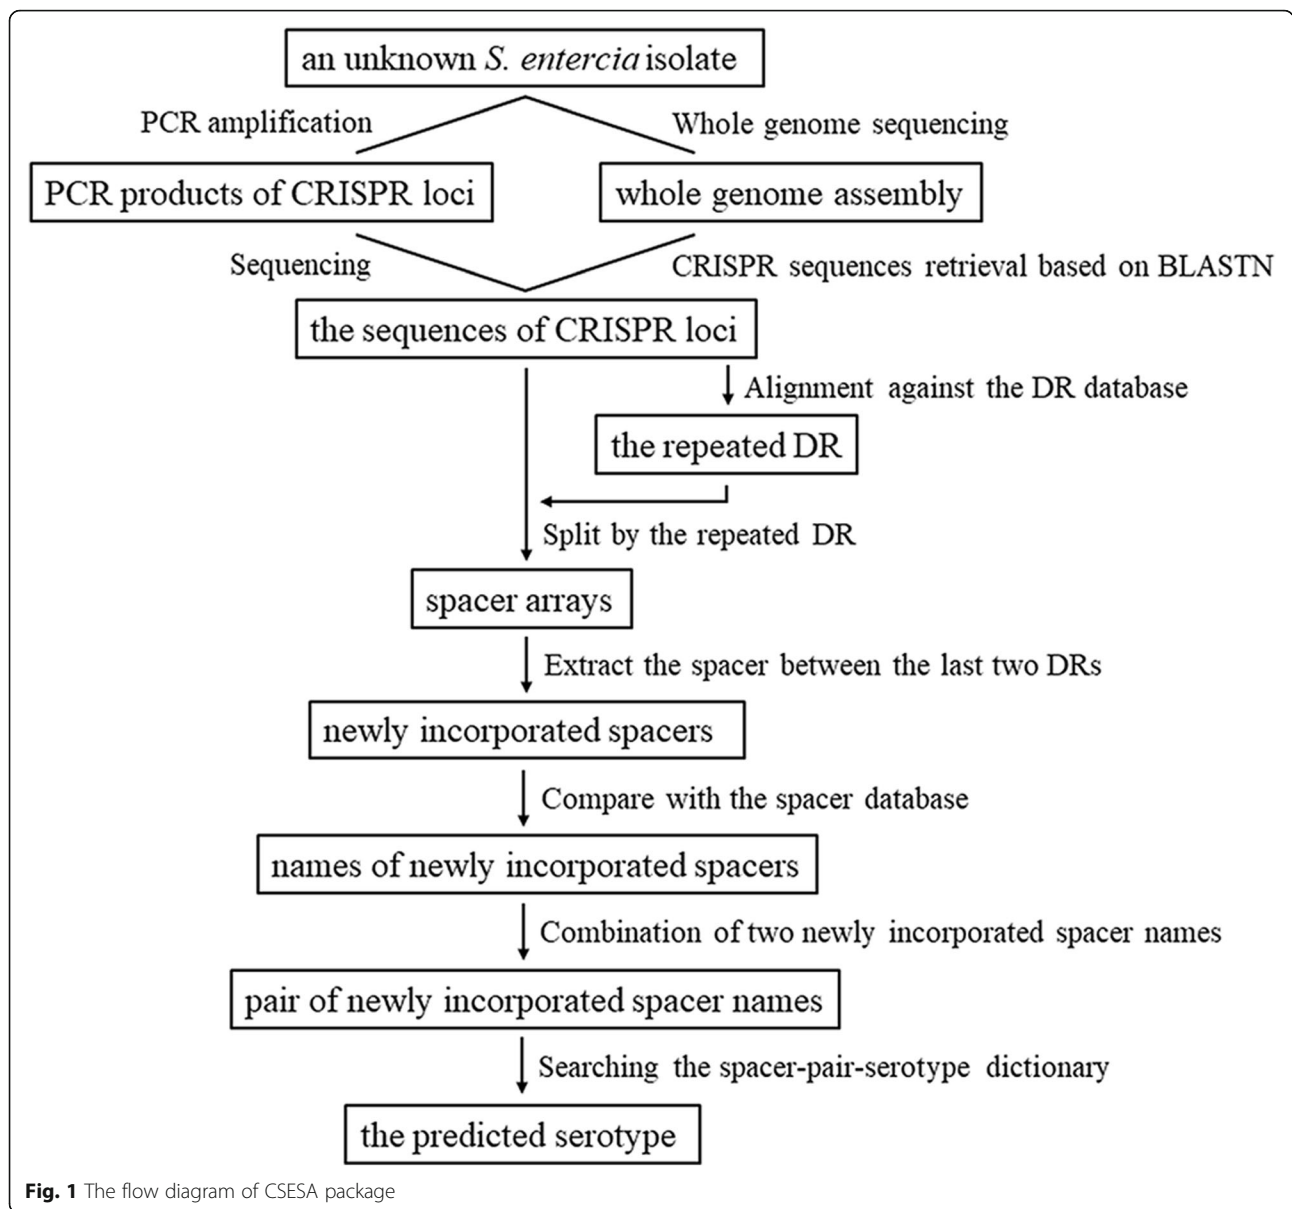 an unknown S. entercia isolate
PCR amplification
Whole genome sequencing
PCR products of CRISPR loci
whole genome assembly
Sequencing
CRISPR sequences retrieval based on BLASTN
the sequences of CRISPR loci
Alignment against the DR database
the repeated DR
Split by the repeated DR
spacer arrays
Extract the spacer between the last two DRs
newly incorporated spacers
Compare with the spacer database
names of newly incorporated spacers
Combination of two newly incorporated spacer names
pair of newly incorporated spacer names
Searching the spacer-pair-serotype dictionary
the predicted serotype
Fig. 1 The flow diagram of CSESA package